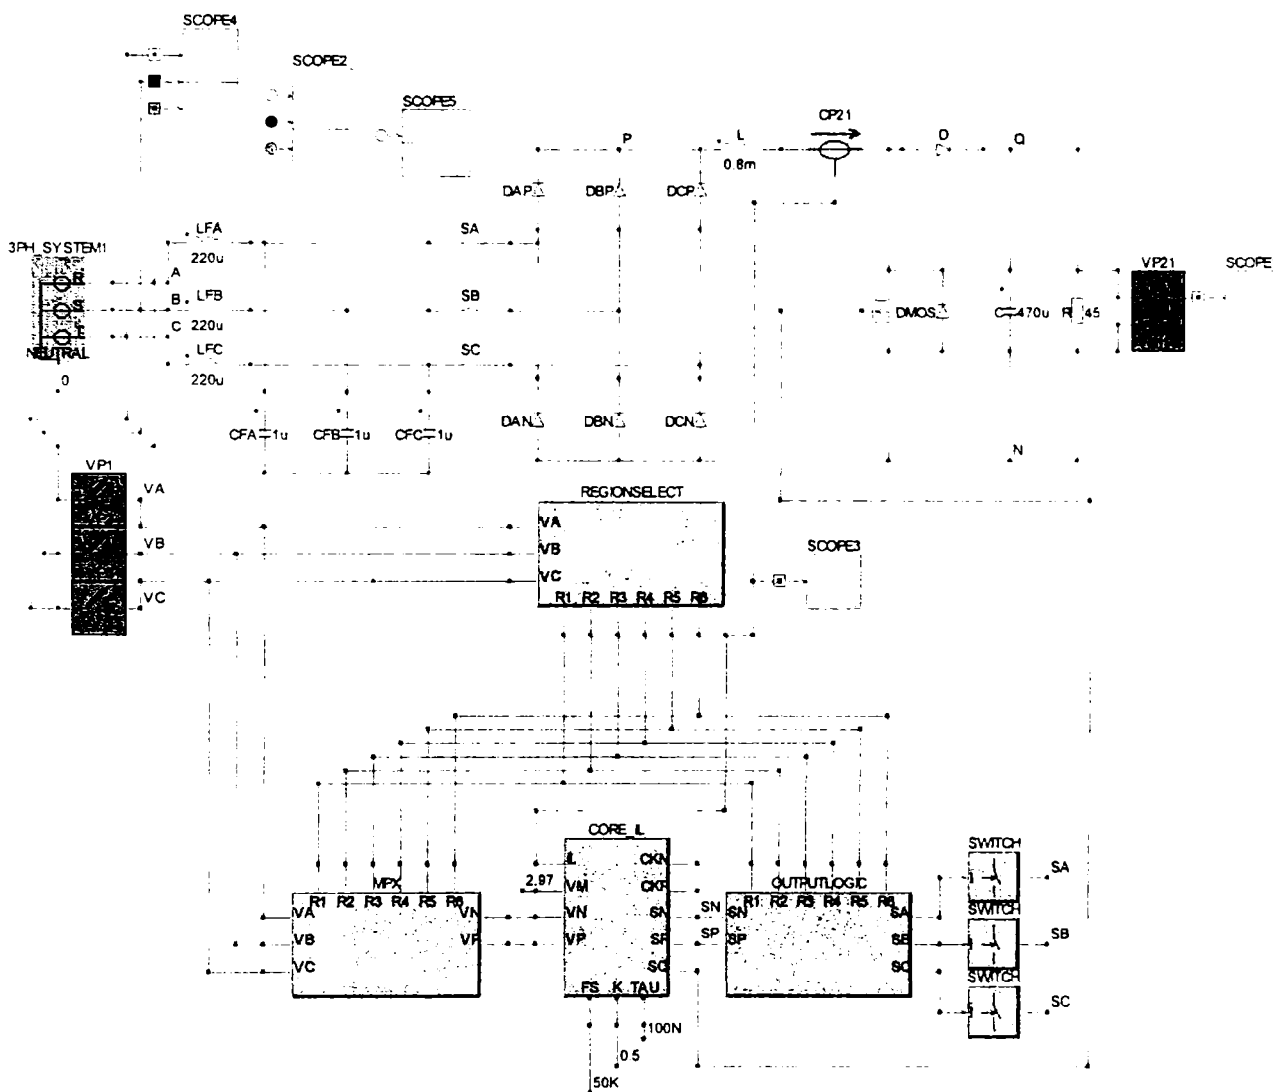 SCOPE4
SCOPE2
SCOPE5
CP21
P
L
D
Q
0.8m
DAP
DBP
DCP
LFA
SA
3PH_SYSTEM1
220u
R
A
VP21
SCOPE
S
B
LFB
SB
T
C
220u
DMOS
C
470u
R
45
NEUTRAL
LFC
SC
0
220u
DAN
DBN
DCN
CFA
1u
CFB
1u
CFC
1u
N
VP1
VA
REGIONSELECT
VB
VA
VB
SCOPE3
VC
VC
R1 R2 R3 R4 R5 R6
CORE_IL
SWITCH
MPX
IL
CKN
OUTPUTLOGIC
SA
2.97
VM
CKP
R1 R2 R3 R4 R5 R6
R1 R2 R3 R4 R5 R6
VA
VN
VN
SN
SN
SN
SA
SWITCH
VB
VP
VP
SP
SP
SP
SB
SB
VC
SC
SC
SWITCH
FS K TAU
SC
100N
0.5
50K